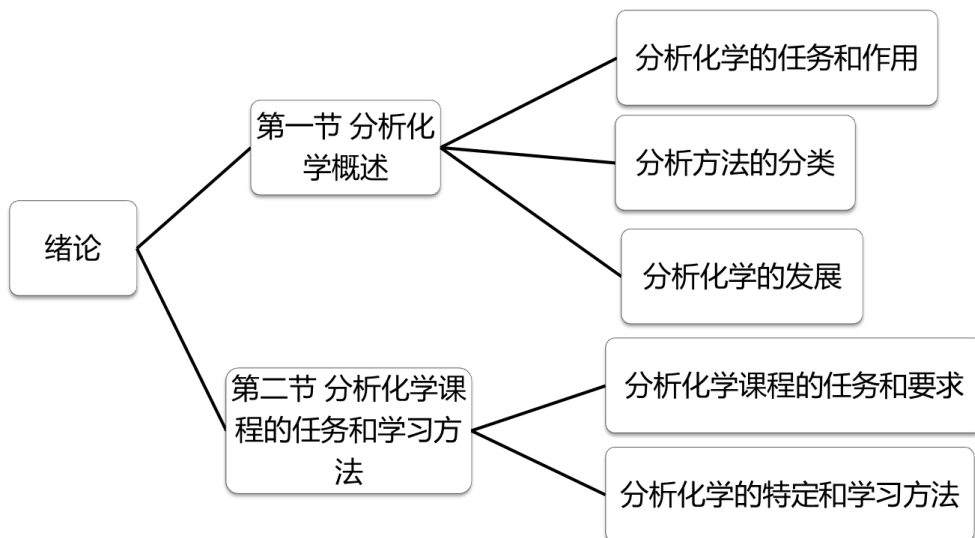 绪论
第一节 分析化
学概述
分析化学的任务和作用
分析方法的分类
分析化学的发展
第二节 分析化学课
程的任务和学习方
法
分析化学课程的任务和要求
分析化学的特定和学习方法